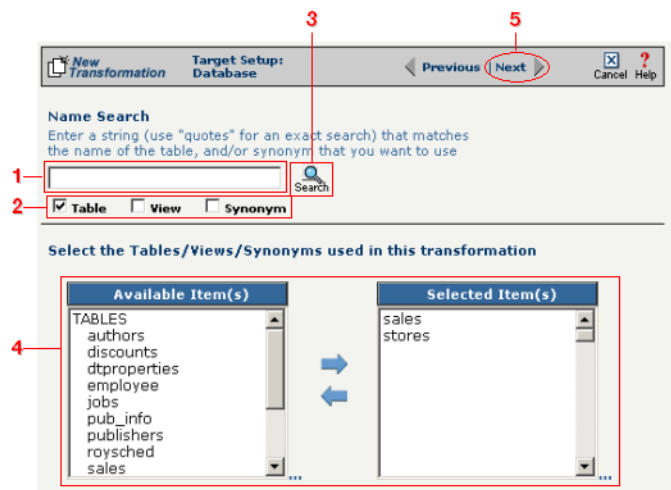 3
5
New Transformation
Target Setup: Database
Previous | Next
Cancel
Help
Name Search
Enter a string (use "quotes" for an exact search) that matches
the name of the table, and/or synonym that you want to use
1
Search
2
Table View Synonym
Select the Tables/Views/Synonyms used in this transformation
4
Available Item(s)
TABLES
authors
discounts
dtproperties
employee
jobs
pub_info
publishers
roysched
sales
...
Selected Item(s)
sales
stores
...